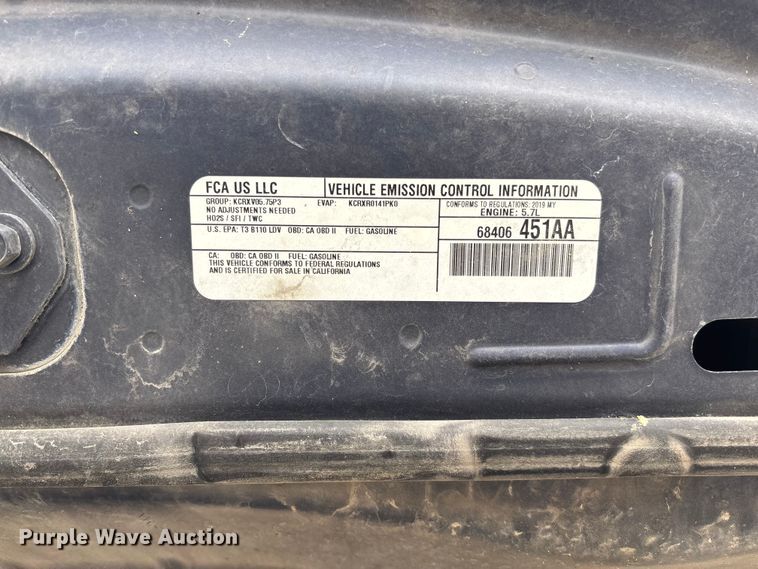 FCA US LLC
VEHICLE EMISSION CONTROL INFORMATION
GROUP: KCRXV05.75P3 EVAP: KCRXR0141PK0
NO ADJUSTMENTS NEEDED
HO2S / SFI / TWC
CONFORMS TO REGULATIONS: 2019 MY
ENGINE: 5.7L
U.S. EPA: T3 B110 LDV OBD: CA OBD II FUEL: GASOLINE
68406 451AA
CA: OBD: CA OBD II FUEL: GASOLINE
THIS VEHICLE CONFORMS TO FEDERAL REGULATIONS
AND IS CERTIFIED FOR SALE IN CALIFORNIA
Purple Wave Auction